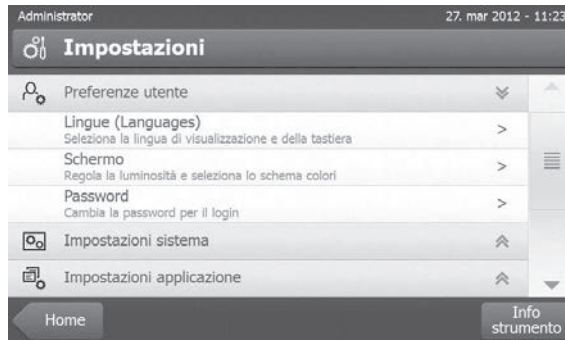 Administrator 27. mar 2012 - 11:23
Impostazioni
Preferenze utente
Lingue (Languages)
Seleziona la lingua di visualizzazione e della tastiera
Schermo
Regola la luminosità e seleziona lo schema colori
Password
Cambia la password per il login
Impostazioni sistema
Impostazioni applicazione
Home
Info
strumento